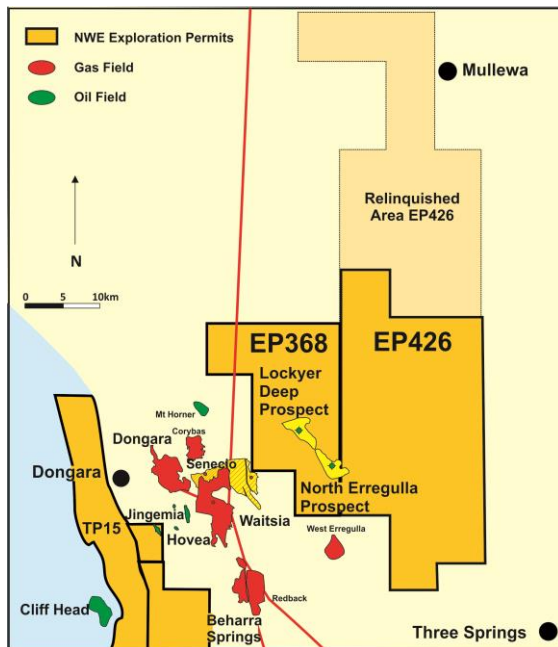 NWE Exploration Permits
Gas Field
Oil Field
Mullewa
Relinquished
Area EP426
N
0 5 10km
EP368
EP426
Lockyer
Deep
Prospect
Mt Horner
Corybas
Dongara
Senecio
Dongara
North Erregulla
Prospect
Jingemia
Waitsia
TP15
Hovea
West Erregulla
Redback
Cliff Head
Beharra
Springs
Three Springs